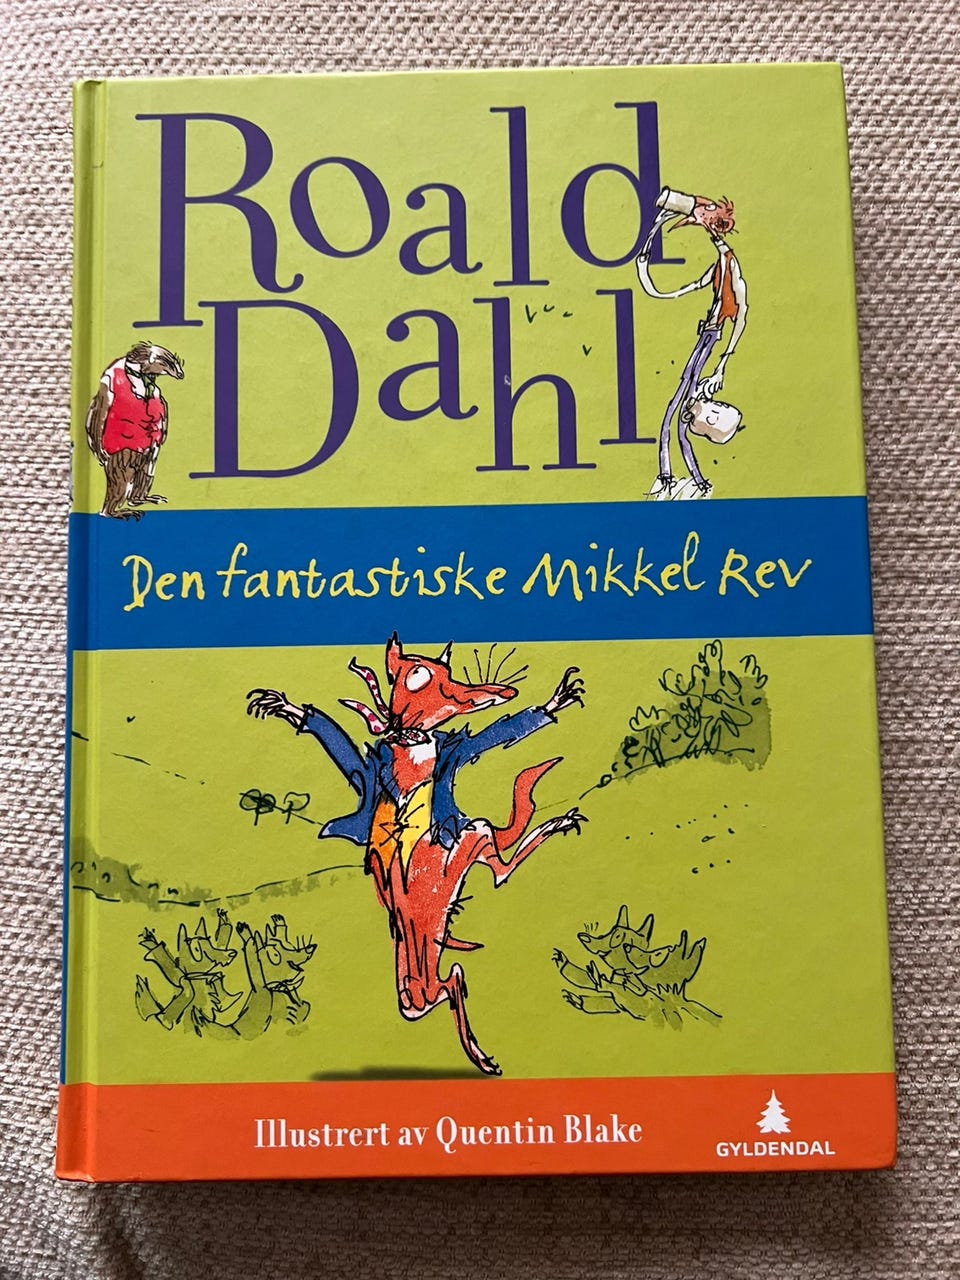 Roald
Dahl
Den fantastiske Mikkel Rev
Illustrert av Quentin Blake
GYLDENDAL